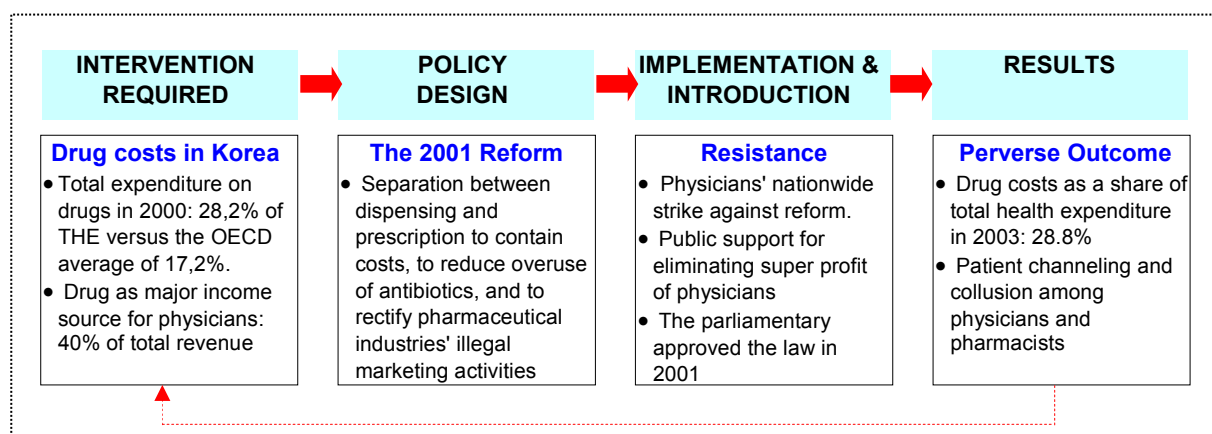 INTERVENTION
REQUIRED
POLICY
DESIGN
IMPLEMENTATION &
INTRODUCTION
RESULTS
Drug costs in Korea
• Total expenditure on
drugs in 2000: 28,2% of
THE versus the OECD
average of 17,2%.
• Drug as major income
source for physicians:
40% of total revenue
The 2001 Reform
• Separation between
dispensing and
prescription to contain
costs, to reduce overuse
of antibiotics, and to
rectify pharmaceutical
industries' illegal
marketing activities
Resistance
• Physicians' nationwide
strike against reform.
• Public support for
eliminating super profit
of physicians
• The parliamentary
approved the law in
2001
Perverse Outcome
• Drug costs as a share of
total health expenditure
in 2003: 28.8%
• Patient channeling and
collusion among
physicians and
pharmacists